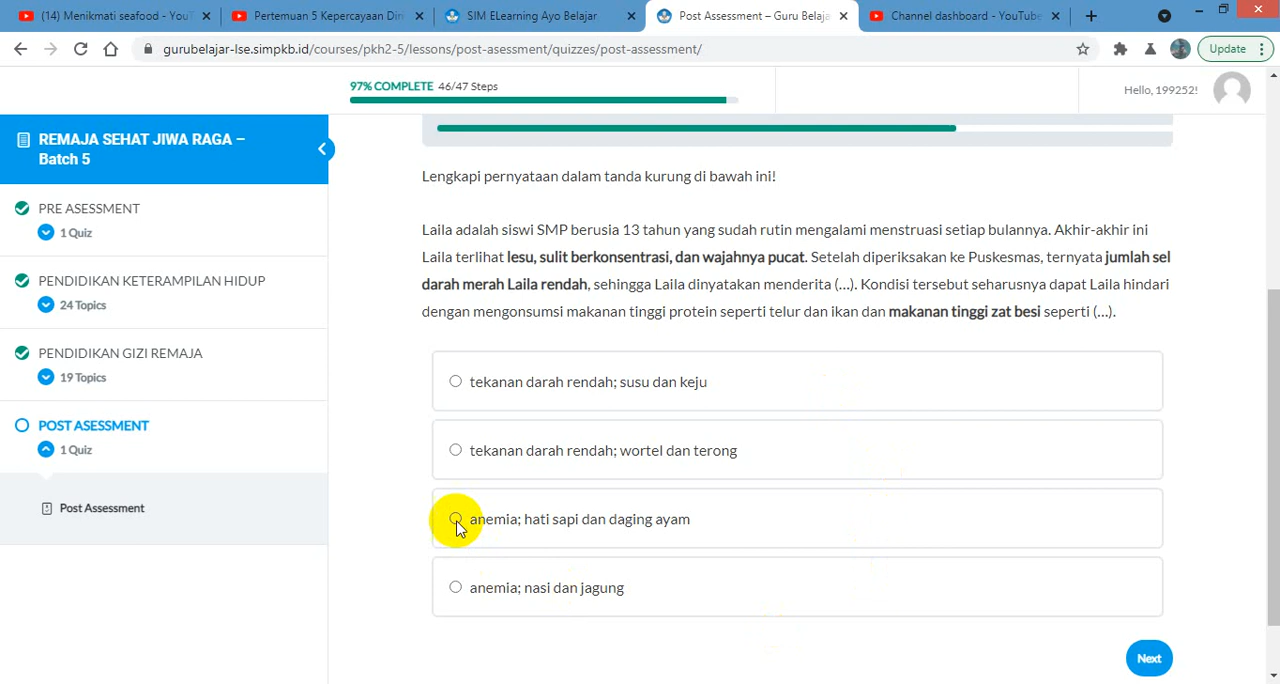 (14) Menikmati seafood - YouT
Pertemuan 5 Kepercayaan Diri
SIM ELearning Ayo Belajar
Post Assessment – Guru Belaja
Channel dashboard - YouTube
gurubelajar-lse.simpkb.id/courses/pkh2-5/lessons/post-asessment/quizzes/post-assessment/
Update
97% COMPLETE 46/47 Steps
Hello, 199252!
REMAJA SEHAT JIWA RAGA –
Batch 5
PRE ASESSMENT
1 Quiz
PENDIDIKAN KETERAMPILAN HIDUP
24 Topics
PENDIDIKAN GIZI REMAJA
19 Topics
POST ASESSMENT
1 Quiz
Post Assessment
Lengkapi pernyataan dalam tanda kurung di bawah ini!
Laila adalah siswi SMP berusia 13 tahun yang sudah rutin mengalami menstruasi setiap bulannya. Akhir-akhir ini
Laila terlihat lesu, sulit berkonsentrasi, dan wajahnya pucat. Setelah diperiksakan ke Puskesmas, ternyata jumlah sel
darah merah Laila rendah, sehingga Laila dinyatakan menderita (...). Kondisi tersebut seharusnya dapat Laila hindari
dengan mengonsumsi makanan tinggi protein seperti telur dan ikan dan makanan tinggi zat besi seperti (...).
tekanan darah rendah; susu dan keju
tekanan darah rendah; wortel dan terong
anemia; hati sapi dan daging ayam
anemia; nasi dan jagung
Next